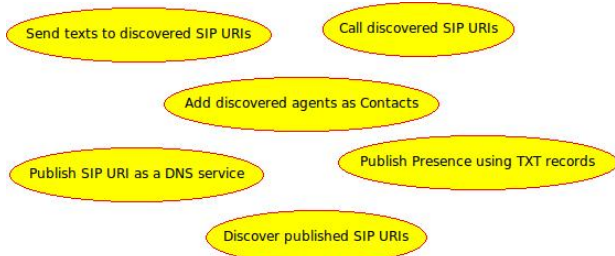 Send texts to discovered SIP URIs
Call discovered SIP URIs
Add discovered agents as Contacts
Publish SIP URI as a DNS service
Publish Presence using TXT records
Discover published SIP URIs